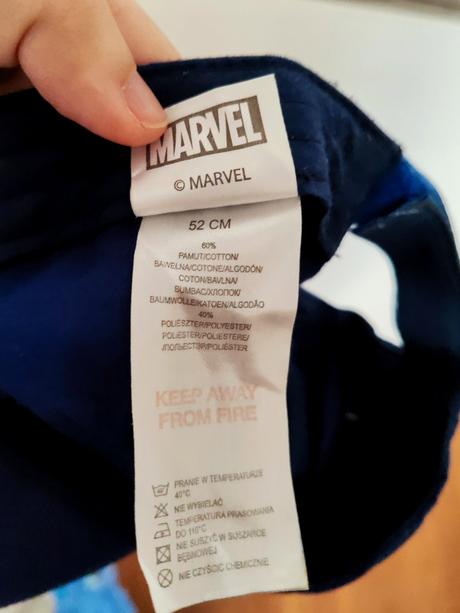 MARVEL
© MARVEL
52 CM
60%
PAMUT/COTTON/
BAWEŁNA/COTONE/ALGODÓN/
COTON/BAVLNA/
BUMBAC/ХЛОПОК/
BAUMWOLLE/KATOEN/ALGODÃO
40%
POLIÉSZTER/POLYESTER/
POLIESTER/POLIESTERE/
/ПОЛЬЕСТЭР/POLIÉSTER
KEEP AWAY
FROM FIRE
40°
PRANIE W TEMPERATURZE
40°C
NIE WYBIELAĆ
TEMPERATURA PRASOWANIA
DO 110°C
NIE SUSZYĆ W SUSZARCE
BĘBNOWEJ
NIE CZYŚCIĆ CHEMICZNIE